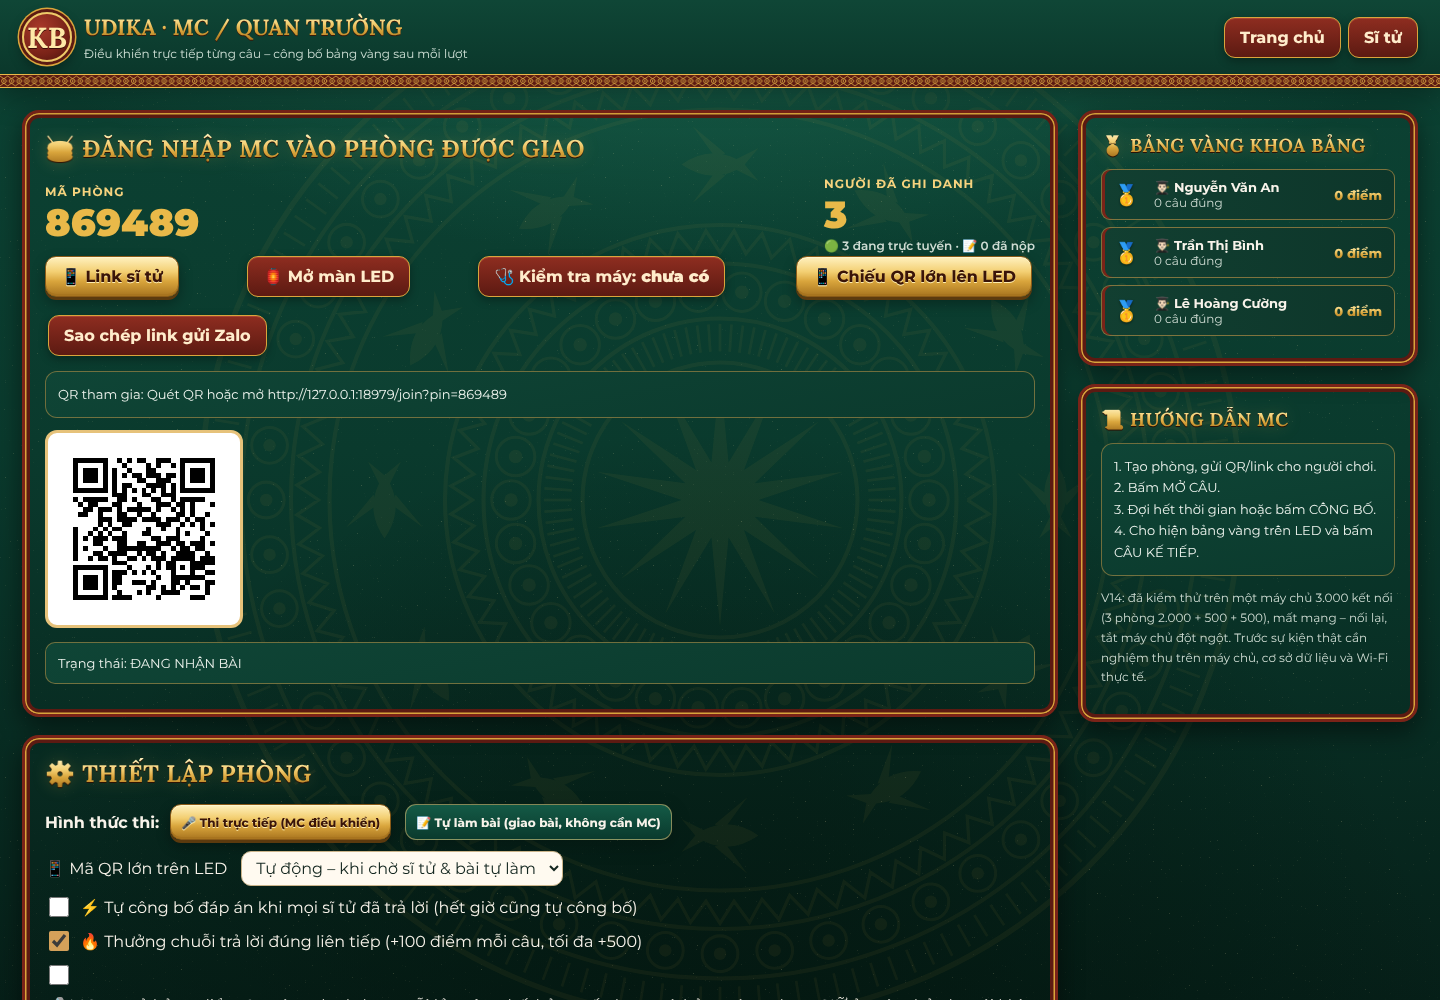 KB
UDIKA · MC / QUAN TRƯỜNG
Điều khiển trực tiếp từng câu – công bố bảng vàng sau mỗi lượt
Trang chủ
Sĩ tử
ĐĂNG NHẬP MC VÀO PHÒNG ĐƯỢC GIAO
MÃ PHÒNG
869489
NGƯỜI ĐÃ GHI DANH
3
3 đang trực tuyến · 📝 0 đã nộp
Link sĩ tử
Mở màn LED
Kiểm tra máy: chưa có
Chiếu QR lớn lên LED
Sao chép link gửi Zalo
QR tham gia: Quét QR hoặc mở http://127.0.0.1:18979/join?pin=869489
Trạng thái: ĐANG NHẬN BÀI
THIẾT LẬP PHÒNG
Hình thức thi:
Thi trực tiếp (MC điều khiển)
Tự làm bài (giao bài, không cần MC)
Mã QR lớn trên LED
Tự động – khi chờ sĩ tử & bài tự làm
Tự công bố đáp án khi mọi sĩ tử đã trả lời (hết giờ cũng tự công bố)
Thưởng chuỗi trả lời đúng liên tiếp (+100 điểm mỗi câu, tối đa +500)
BẢNG VÀNG KHOA BẢNG
Nguyễn Văn An
0 câu đúng
0 điểm
Trần Thị Bình
0 câu đúng
0 điểm
Lê Hoàng Cường
0 câu đúng
0 điểm
HƯỚNG DẪN MC
1. Tạo phòng, gửi QR/link cho người chơi.
2. Bấm MỞ CÂU.
3. Đợi hết thời gian hoặc bấm CÔNG BỐ.
4. Cho hiện bảng vàng trên LED và bấm
CÂU KẾ TIẾP.
V14: đã kiểm thử trên một máy chủ 3.000 kết nối
(3 phòng 2.000 + 500 + 500), mất mạng – nối lại,
tắt máy chủ đột ngột. Trước sự kiện thật cần
nghiệm thu trên máy chủ, cơ sở dữ liệu và Wi-Fi
thực tế.